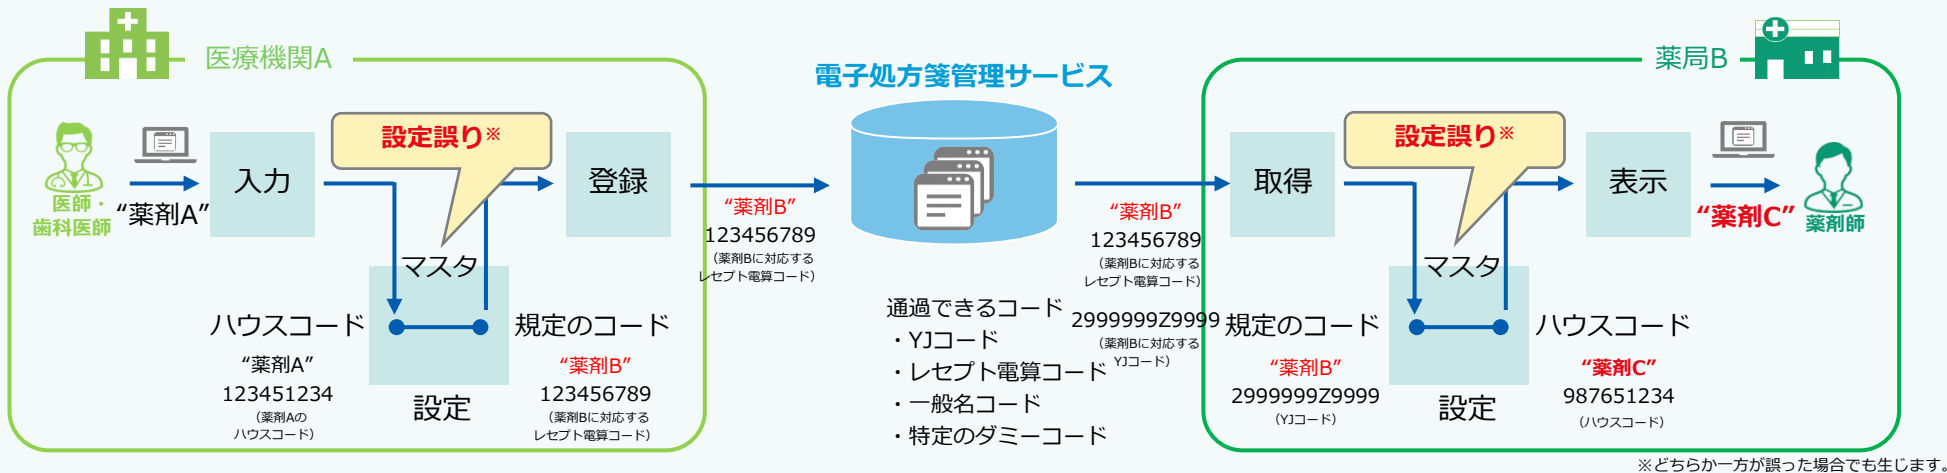 医療機関A
医師・
歯科医師
“薬剤A”
入力
設定誤り※
登録
マスタ
ハウスコード
“薬剤A”
123451234
（薬剤Aの
ハウスコード）
設定
規定のコード
“薬剤B”
123456789
（薬剤Bに対応する
レセプト電算コード）
“薬剤B”
123456789
（薬剤Bに対応する
レセプト電算コード）
電子処方箋管理サービス
通過できるコード
・YJコード
・レセプト電算コード
・一般名コード
・特定のダミーコード
“薬剤B”
123456789
（薬剤Bに対応する
レセプト電算コード）
2999999Z9999
（薬剤Bに対応する
YJコード）
薬局B
取得
設定誤り※
表示
“薬剤C”
薬剤師
マスタ
規定のコード
“薬剤B”
2999999Z9999
（YJコード）
設定
ハウスコード
“薬剤C”
987651234
（ハウスコード）
※どちらか一方が誤った場合でも生じます。